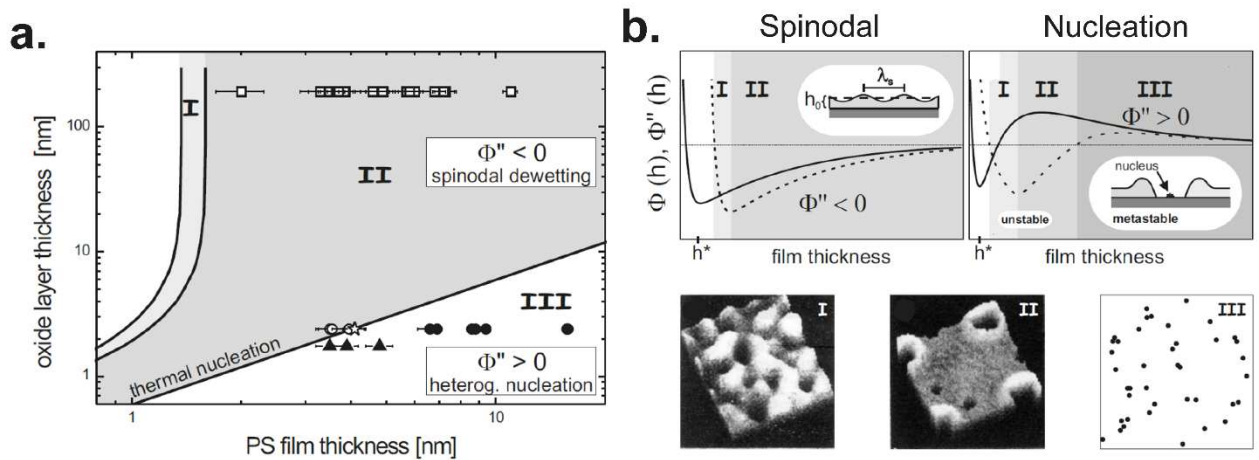 a.
oxide layer thickness [nm]
100
10
1
I
II
Φ" < 0
spinodal dewetting
III
Φ" > 0
heterog. nucleation
thermal nucleation
1
10
PS film thickness [nm]
b.
Spinodal
Nucleation
Φ (h), Φ" (h)
I
II
λs
h0{
Φ" < 0
h*
film thickness
I
II
III
Φ" > 0
nucleus
unstable
metastable
h*
film thickness
I
II
III